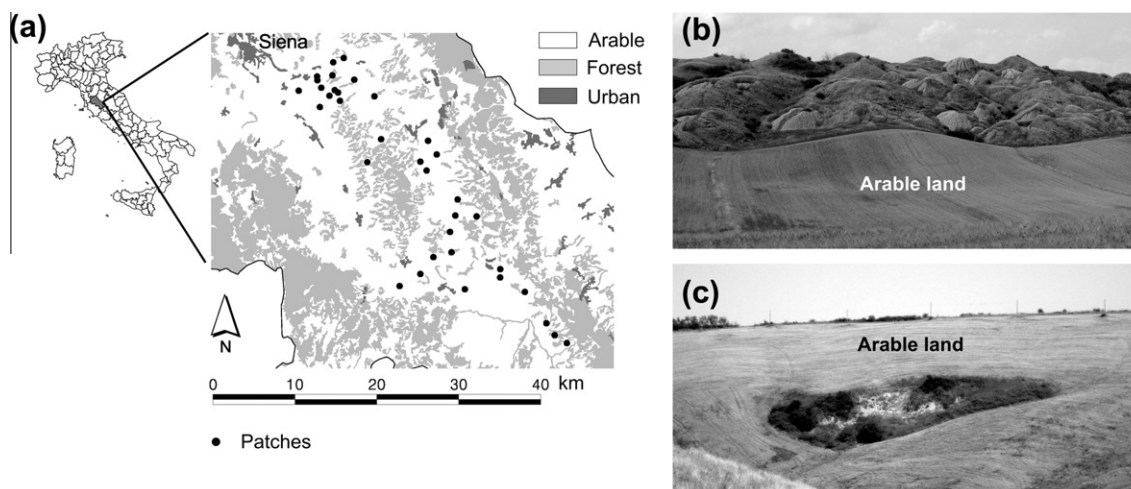 (a)
Siena
Arable
Forest
Urban
N
0 10 20 30 40 km
Patches
(b)
Arable land
(c)
Arable land